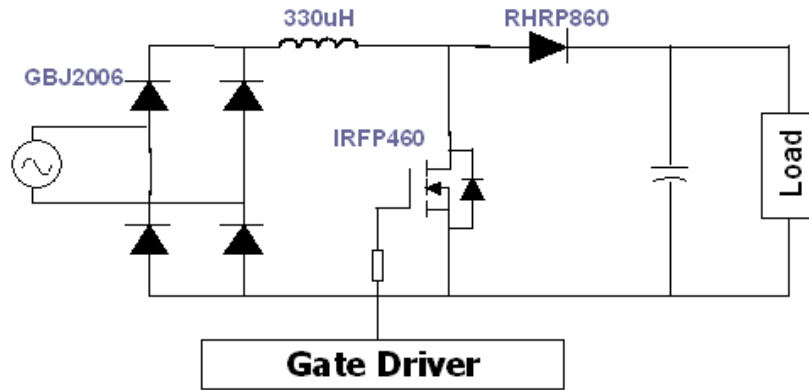 330uH
RHRP860
GBJ2006
IRFP460
Load
Gate Driver